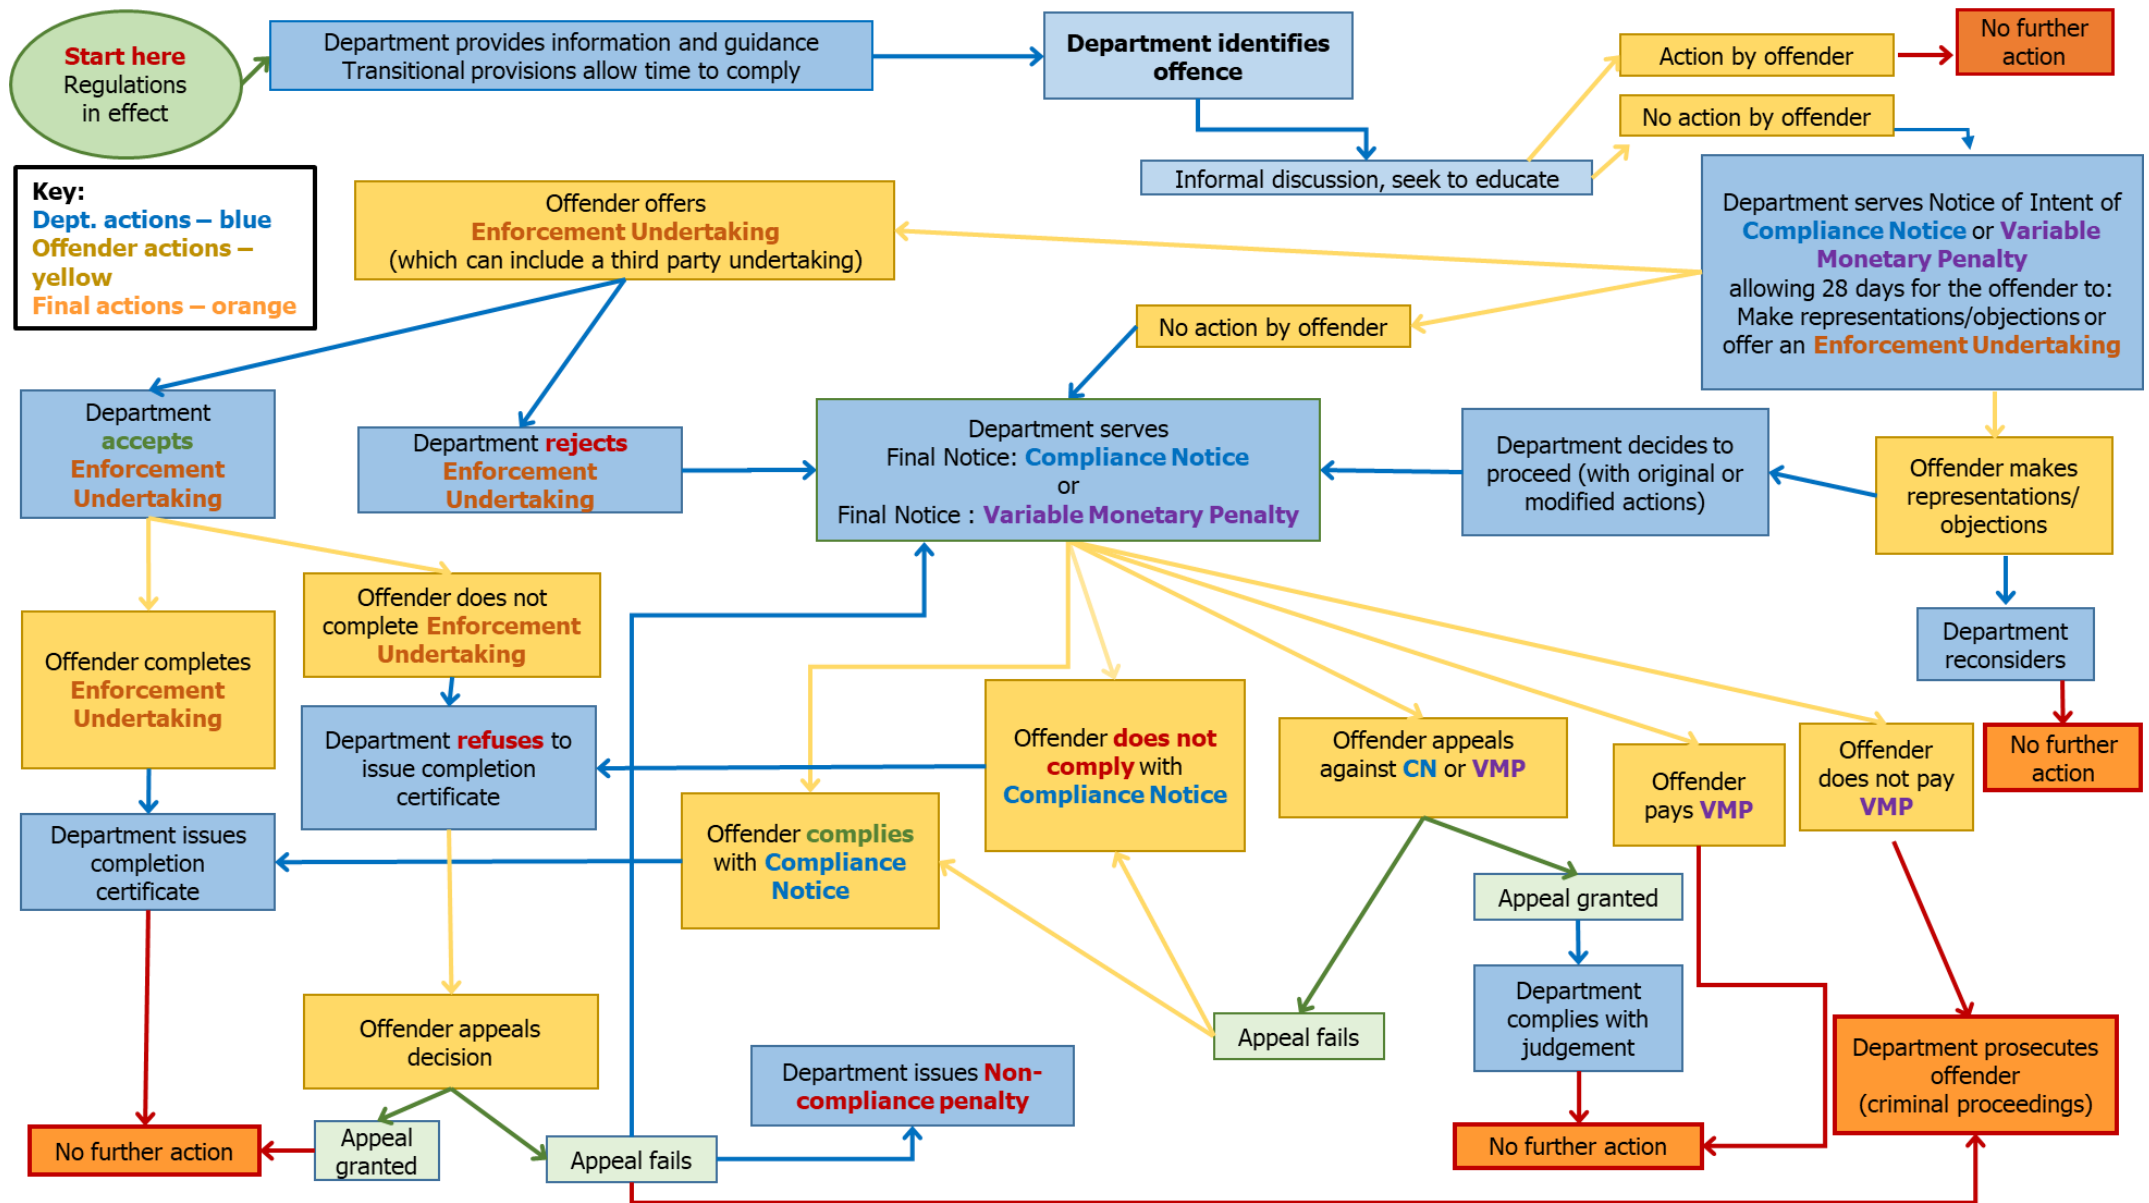 Start here
Regulations
in effect
Department provides information and guidance
Transitional provisions allow time to comply
Department identifies
offence
Action by offender
No further
action
No action by offender
Informal discussion, seek to educate
Key:
Dept. actions – blue
Offender actions –
yellow
Final actions – orange
Offender offers
Enforcement Undertaking
(which can include a third party undertaking)
Department serves Notice of Intent of
Compliance Notice or Variable
Monetary Penalty
allowing 28 days for the offender to:
Make representations/objections or
offer an Enforcement Undertaking
No action by offender
Department
accepts
Enforcement
Undertaking
Department rejects
Enforcement
Undertaking
Department serves
Final Notice: Compliance Notice
or
Final Notice : Variable Monetary Penalty
Department decides to
proceed (with original or
modified actions)
Offender makes
representations/
objections
Offender does not
complete Enforcement
Undertaking
Offender completes
Enforcement
Undertaking
Department
reconsiders
Department refuses to
issue completion
certificate
Offender does not
comply with
Compliance Notice
Offender appeals
against CN or VMP
Offender
pays VMP
Offender
does not pay
VMP
No further
action
Department issues
completion
certificate
Offender complies
with Compliance
Notice
Appeal granted
Department
complies with
judgement
Offender appeals
decision
Appeal fails
Department issues Non-
compliance penalty
Department prosecutes
offender
(criminal proceedings)
No further action
Appeal
granted
Appeal fails
No further action